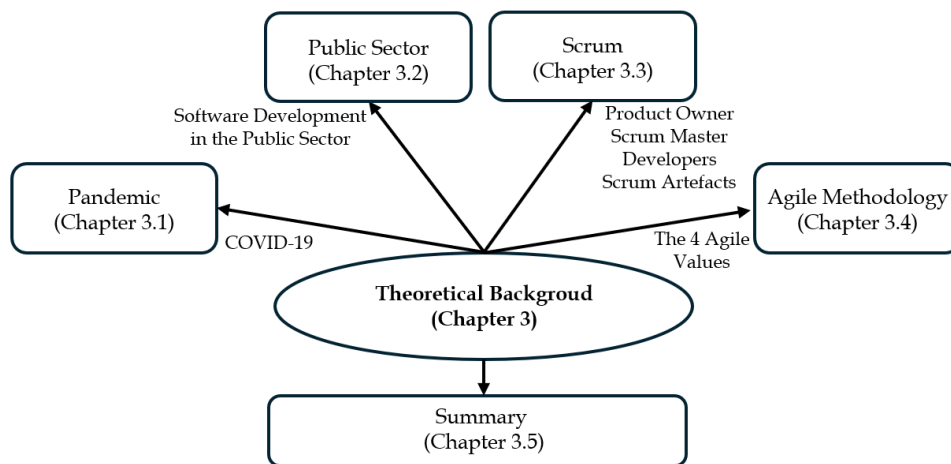 Public Sector
(Chapter 3.2)
Scrum
(Chapter 3.3)
Software Development
in the Public Sector
Product Owner
Scrum Master
Developers
Scrum Artefacts
Pandemic
(Chapter 3.1)
COVID-19
Agile Methodology
(Chapter 3.4)
The 4 Agile
Values
Theoretical Backgroud
(Chapter 3)
Summary
(Chapter 3.5)